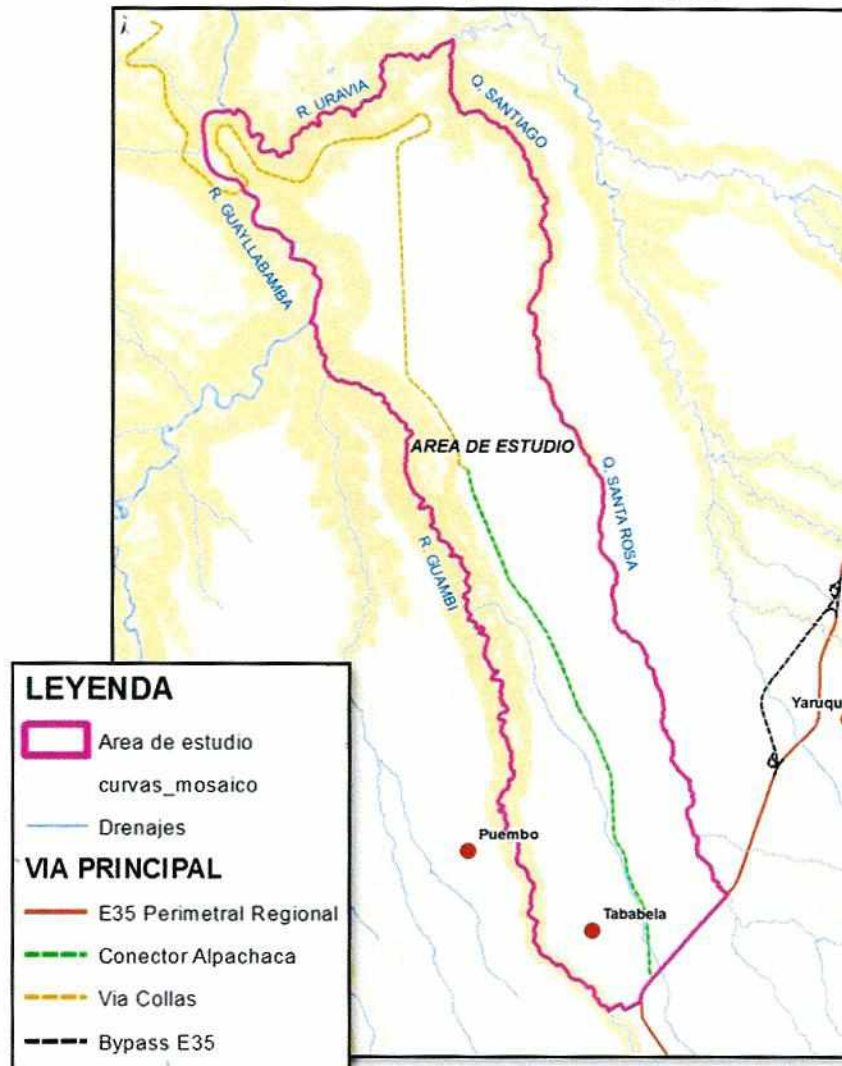 R. URAVIA
Q. SANTIAGO
R. GUAYLLABAMBA
AREA DE ESTUDIO
Q. SANTA ROSA
R. GUAMBI
Yaruqu
Puembo
Tababela
LEYENDA
Area de estudio
curvas_mosaico
Drenajes
VIA PRINCIPAL
E35 Perimetral Regional
Conector Alpachaca
Via Collas
Bypass E35